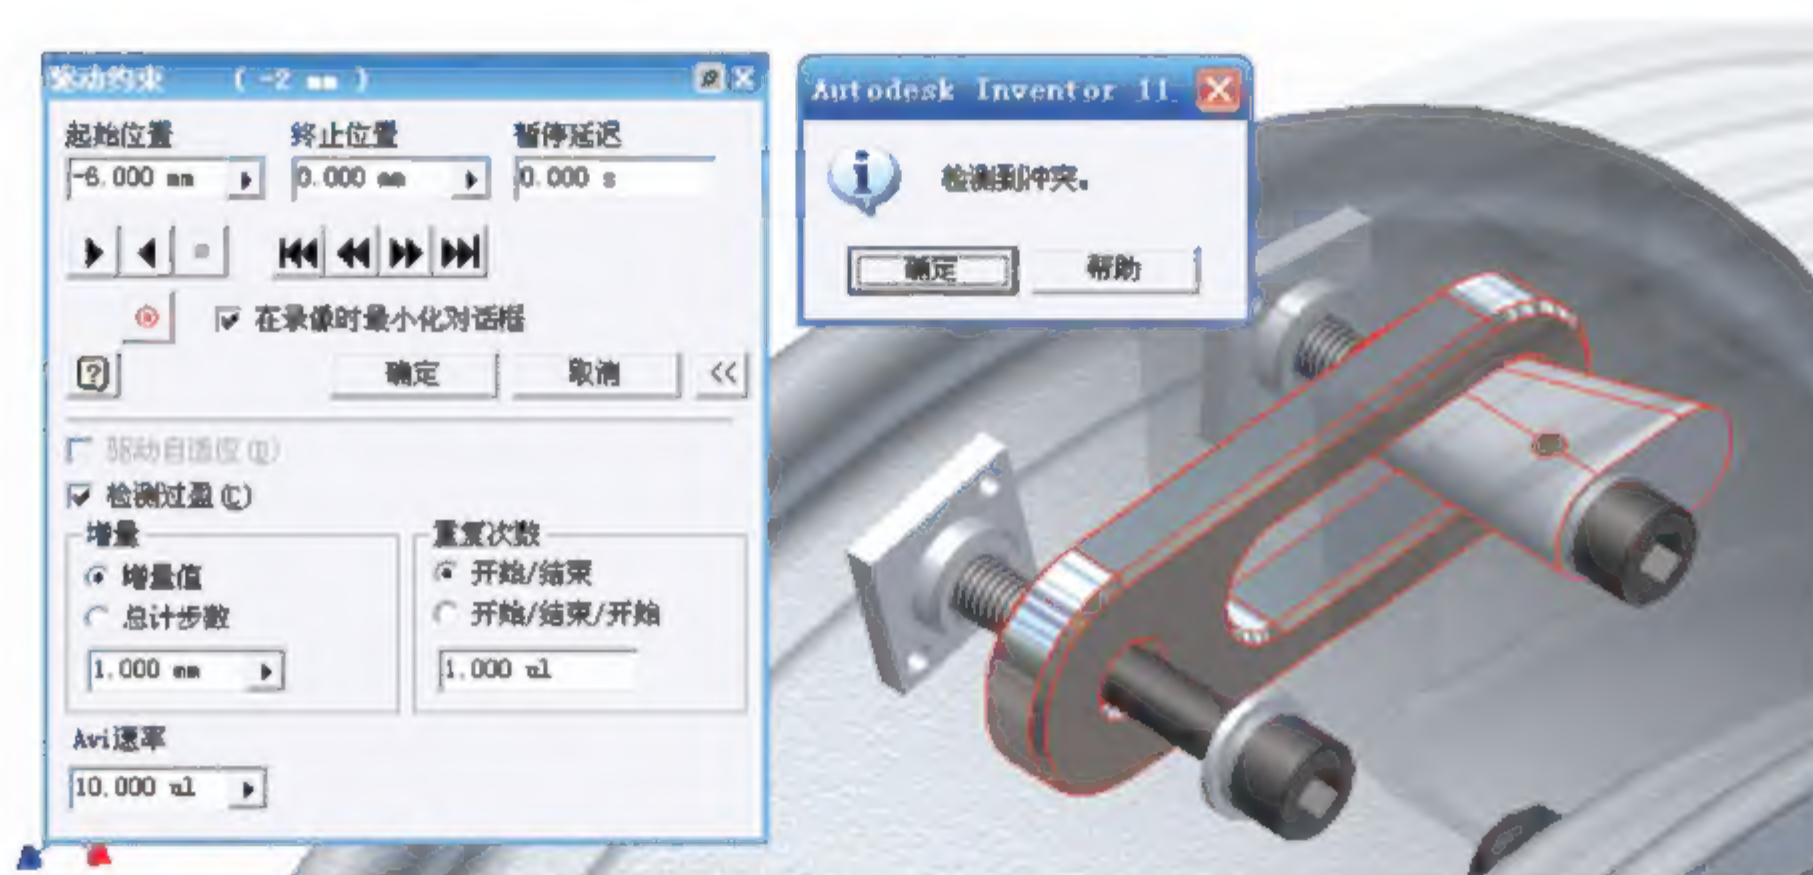 驱动约束 ( -2 mm )
起始位置 终止位置 暂停延迟
-6.000 mm 0.000 mm 0.000 s
在录像时最小化对话框
? 确定 取消 <<
驱动自适应(D)
检测过盈(C)
增量 重复次数
增量值 开始/结束
总计步数 开始/结束/开始
1.000 mm 1.000 ul
Avi速率
10.000 ul
Autodesk Inventor 11
i 检测到冲突。
确定 帮助